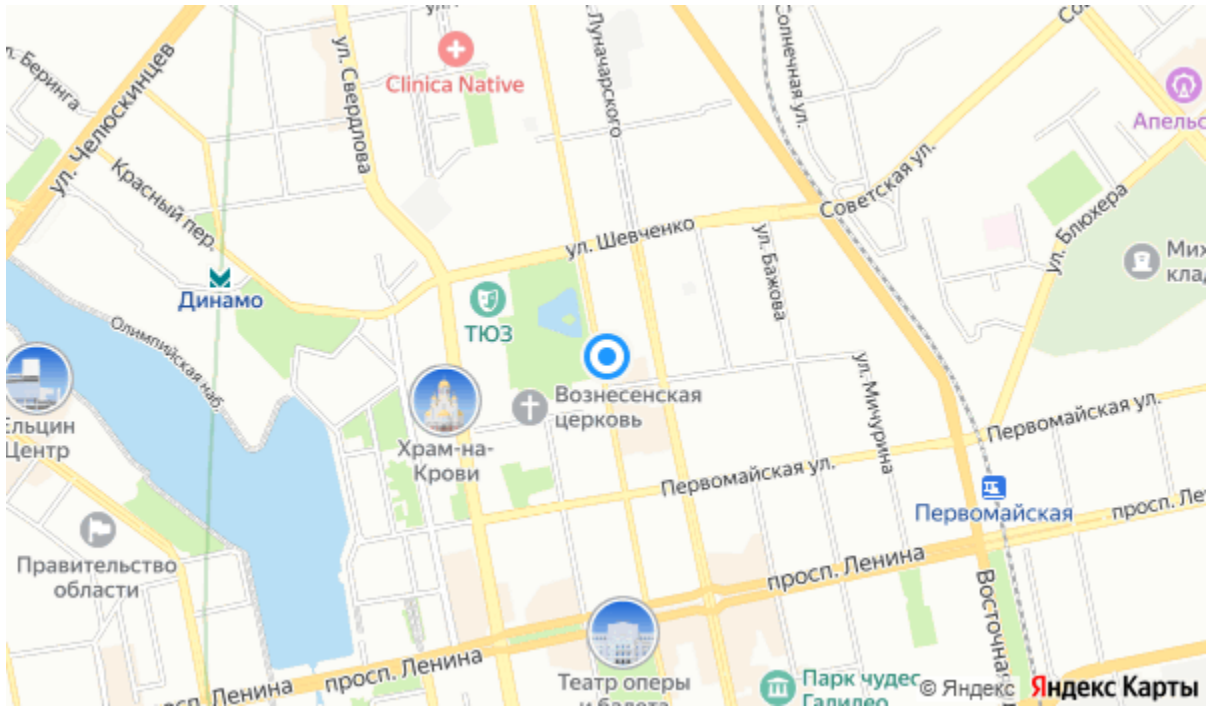 ул. Беринга
ул. Челюскинцев
ул. Свердлова
Clinica Native
Луначарского
Солнечная ул.
Апельс
Советская ул.
ул. Блюхера
Красный пер.
ул. Шевченко
ул. Бажова
Мих
клад
Динамо
ТЮЗ
Олимпийская наб.
Ельцин
Центр
Храм-на-
Крови
Вознесенская
церковь
ул. Мичурина
Первомайская ул.
Первомайская ул.
Первомайская
просп. Ле
Правительство
области
просп. Ленина
Восточная
просп. Ленина
осп. Ленина
Театр оперы
и балета
Парк чудес
Галилео
© Яндекс Яндекс Карты